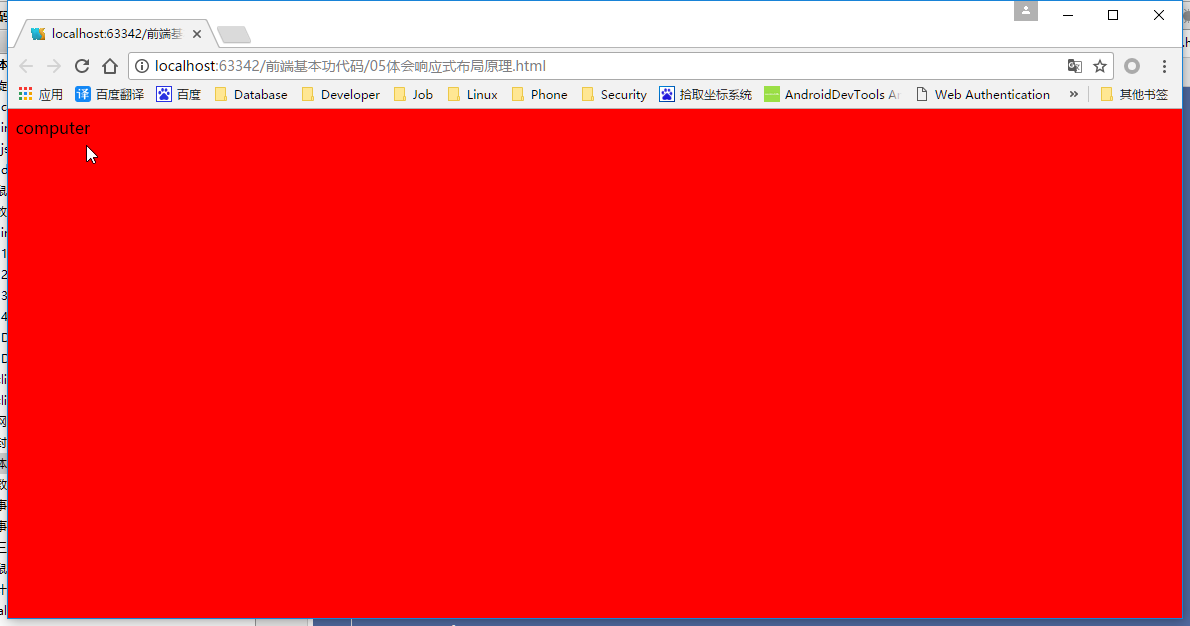 localhost:63342/前端基
localhost:63342/前端基本功代码/05体会响应式布局原理.html
应用 译 百度翻译 百度 Database Developer Job Linux Phone Security 拾取坐标系统 AndroidDevTools Web Authentication » 其他书签
computer